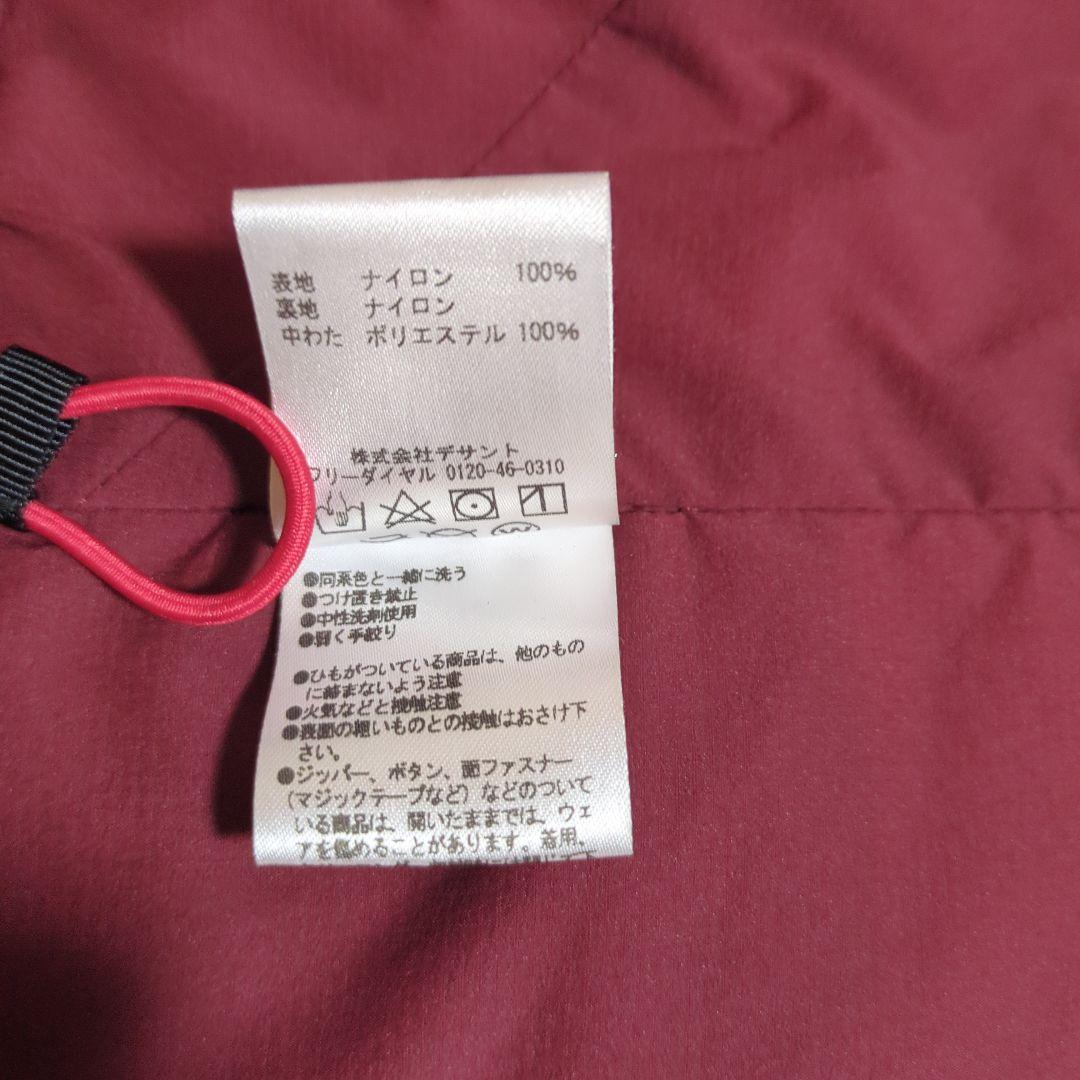 表地 ナイロン 100%
裏地 ナイロン
中わた ポリエステル 100%
株式会社デサント
フリーダイヤル 0120-46-0310
●同系色と一緒に洗う
●つけ置き禁止
●中性洗剤使用
●弱く手絞り
●ひもがついている商品は、他のもの
に絡まないよう注意
●火気などと接触注意
●表面の粗いものとの接触はおさけ下
さい。
●ジッパー、ボタン、面ファスナー
(マジックテープなど) などのついて
いる商品は、開いたままでは、ウェ
アを傷めることがあります。着用、